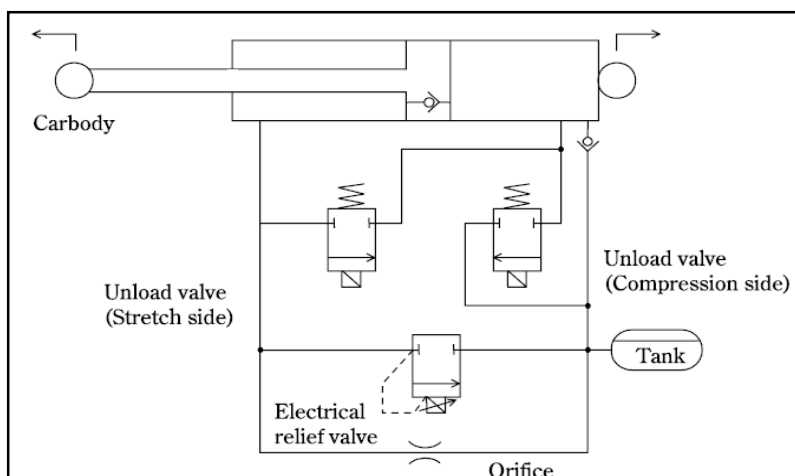 Carbody
Unload valve
(Stretch side)
Unload valve
(Compression side)
Tank
Electrical
relief valve
Orifice